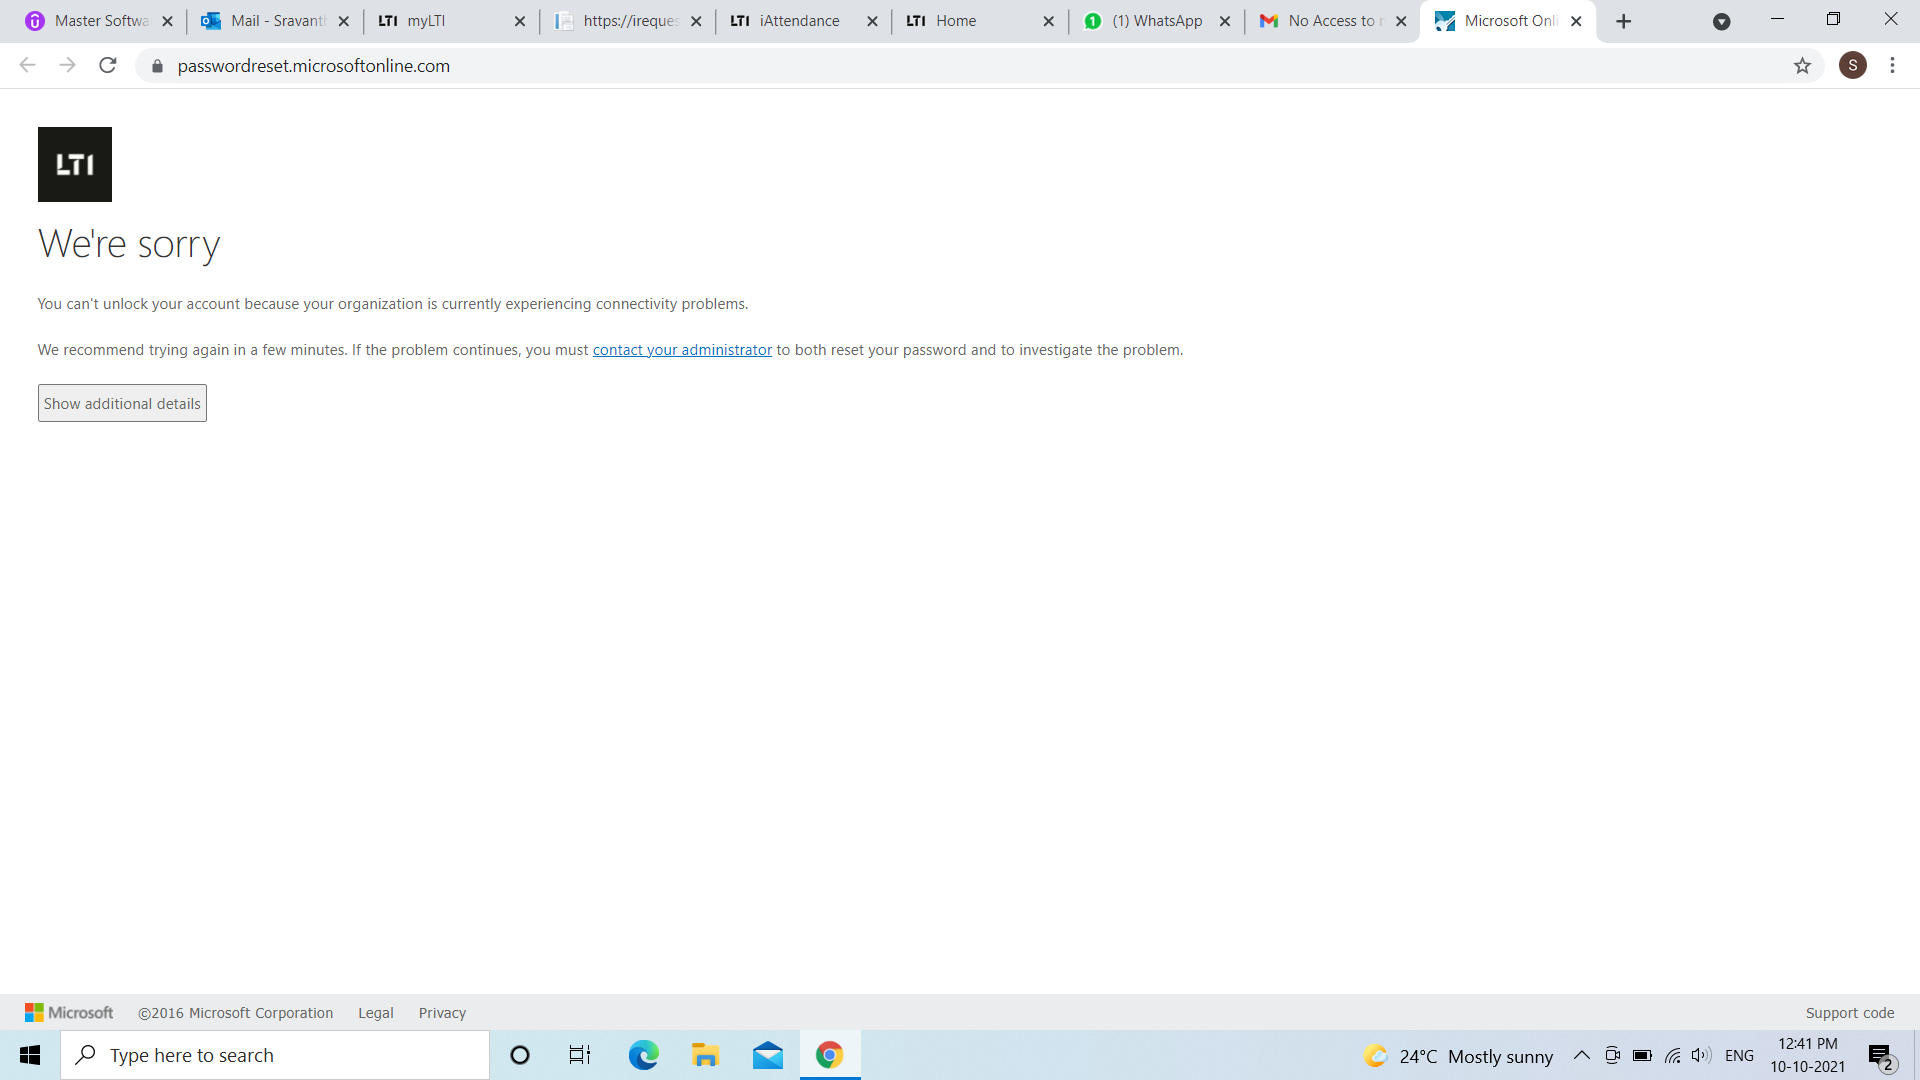 Master Softwa
Mail - Sravant
LTI myLTI
https://ireques
LTI iAttendance
LTI Home
1 (1) WhatsApp
No Access to
Microsoft Onli
passwordreset.microsoftonline.com
S
LTI
We're sorry
You can't unlock your account because your organization is currently experiencing connectivity problems.
We recommend trying again in a few minutes. If the problem continues, you must contact your administrator to both reset your password and to investigate the problem.
Show additional details
Microsoft ©2016 Microsoft Corporation Legal Privacy Support code
Type here to search
24°C Mostly sunny
ENG
12:41 PM
10-10-2021
2